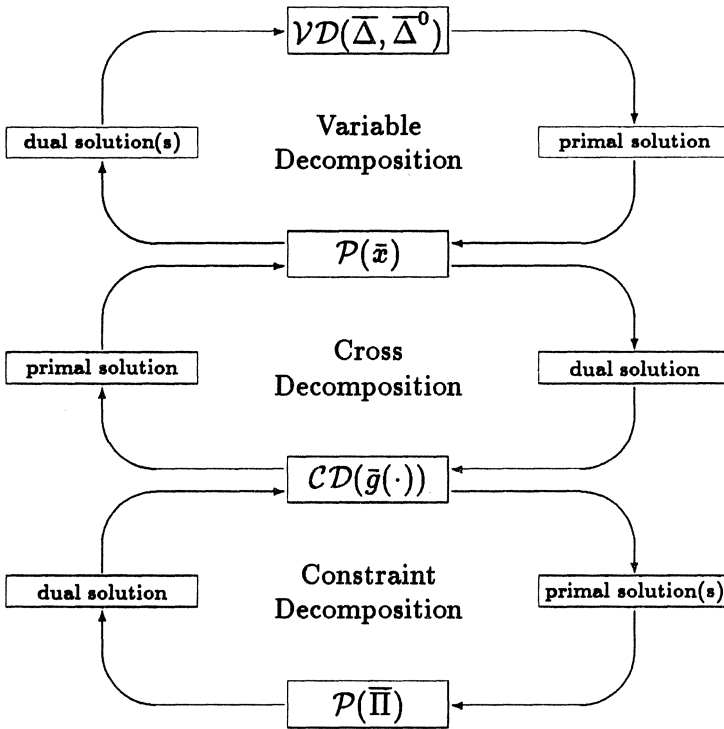 𝒱𝒟(Δ̅, Δ̅⁰)
dual solution(s)
Variable
Decomposition
primal solution
𝒫(x̄)
primal solution
Cross
Decomposition
dual solution
𝒞𝒟(ḡ(·))
dual solution
Constraint
Decomposition
primal solution(s)
𝒫(Π̅)